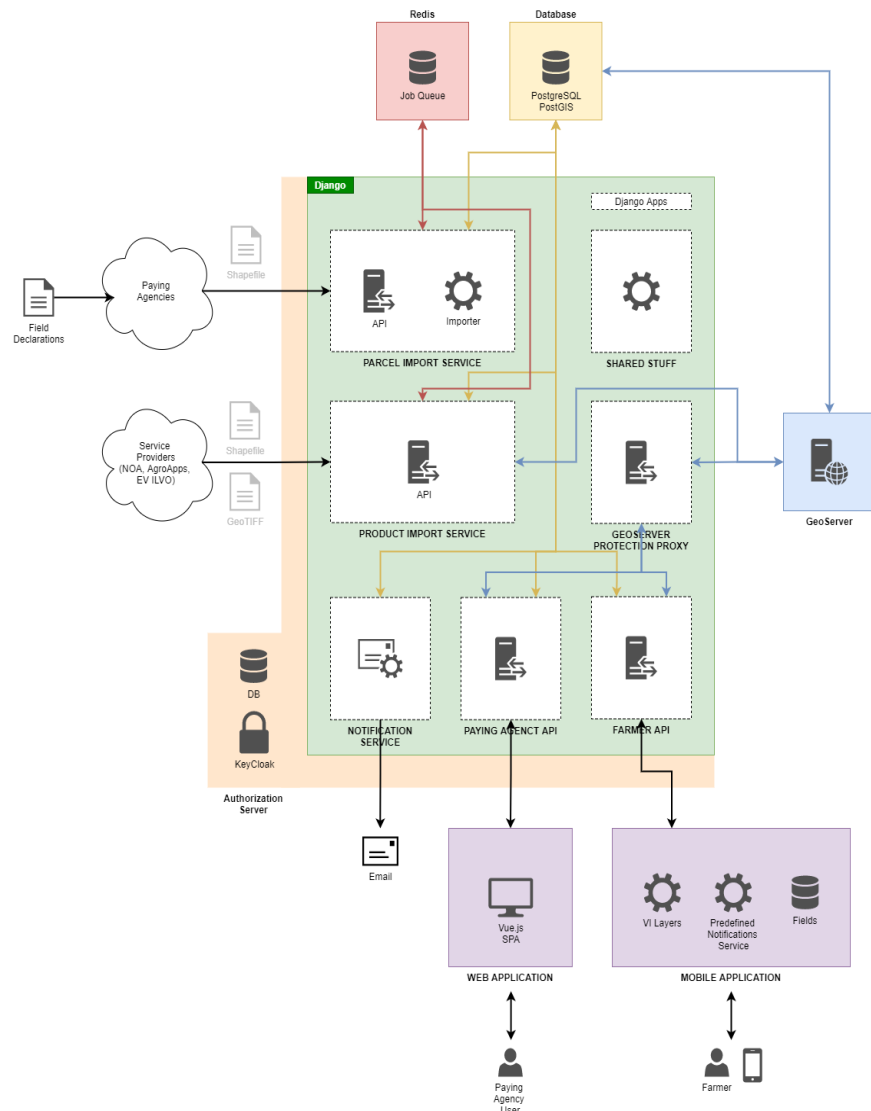 Redis
Database
Job Queue
PostgreSQL
PostGIS
Django
Django Apps
Shapefile
Paying
Agencies
API
Importer
Field
Declarations
PARCEL IMPORT SERVICE
SHARED STUFF
Shapefile
Service
Providers
(NOA, AgroApps,
EV ILVO)
GeoTIFF
API
PRODUCT IMPORT SERVICE
GEOSERVER
PROTECTION PROXY
GeoServer
DB
KeyCloak
NOTIFICATION
SERVICE
PAYING AGENCT API
FARMER API
Authorization
Server
Email
Vue.js
SPA
VI Layers
Predefined
Notifications
Service
Fields
WEB APPLICATION
MOBILE APPLICATION
Paying
Agency
User
Farmer